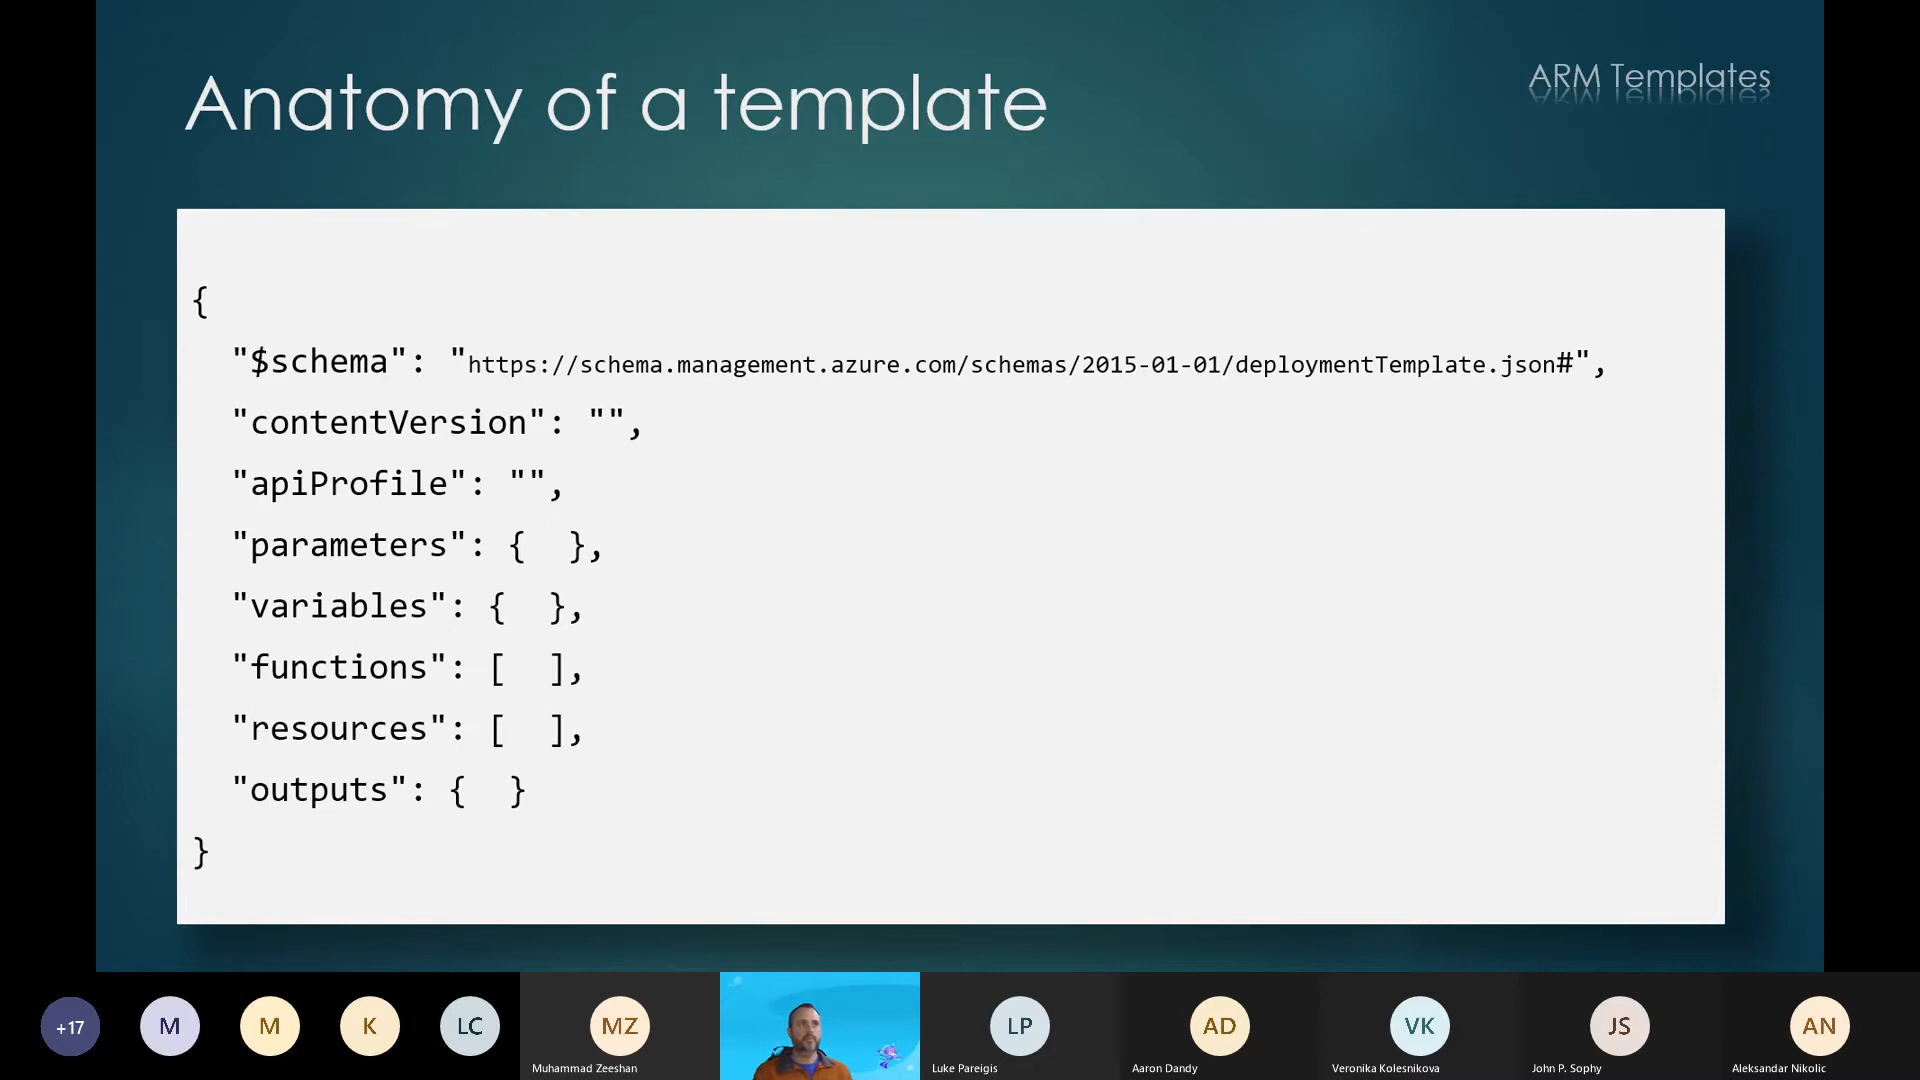 Anatomy of a template
ARM Templates
{
"$schema": "https://schema.management.azure.com/schemas/2015-01-01/deploymentTemplate.json#",
"contentVersion": "",
"apiProfile": "",
"parameters": {  },
"variables": {  },
"functions": [  ],
"resources": [  ],
"outputs": {  }
}
+17
M
M
K
LC
MZ
LP
AD
VK
JS
AN
Muhammad Zeeshan
Luke Pareigis
Aaron Dandy
Veronika Kolesnikova
John P. Sophy
Aleksandar Nikolic